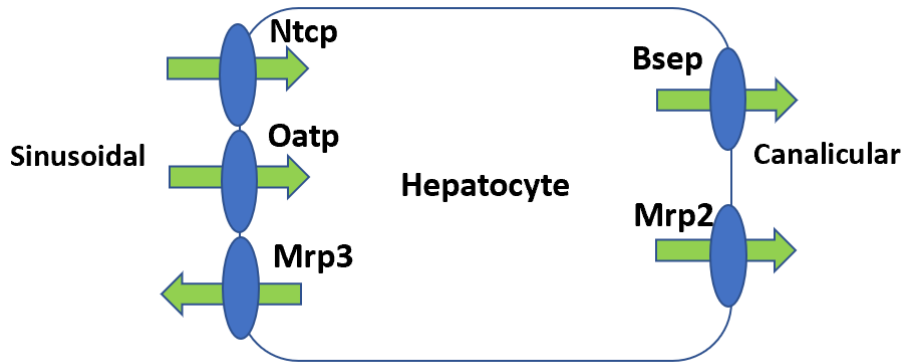 Ntcp
Bsep
Oatp
Sinusoidal
Canalicular
Hepatocyte
Mrp2
Mrp3